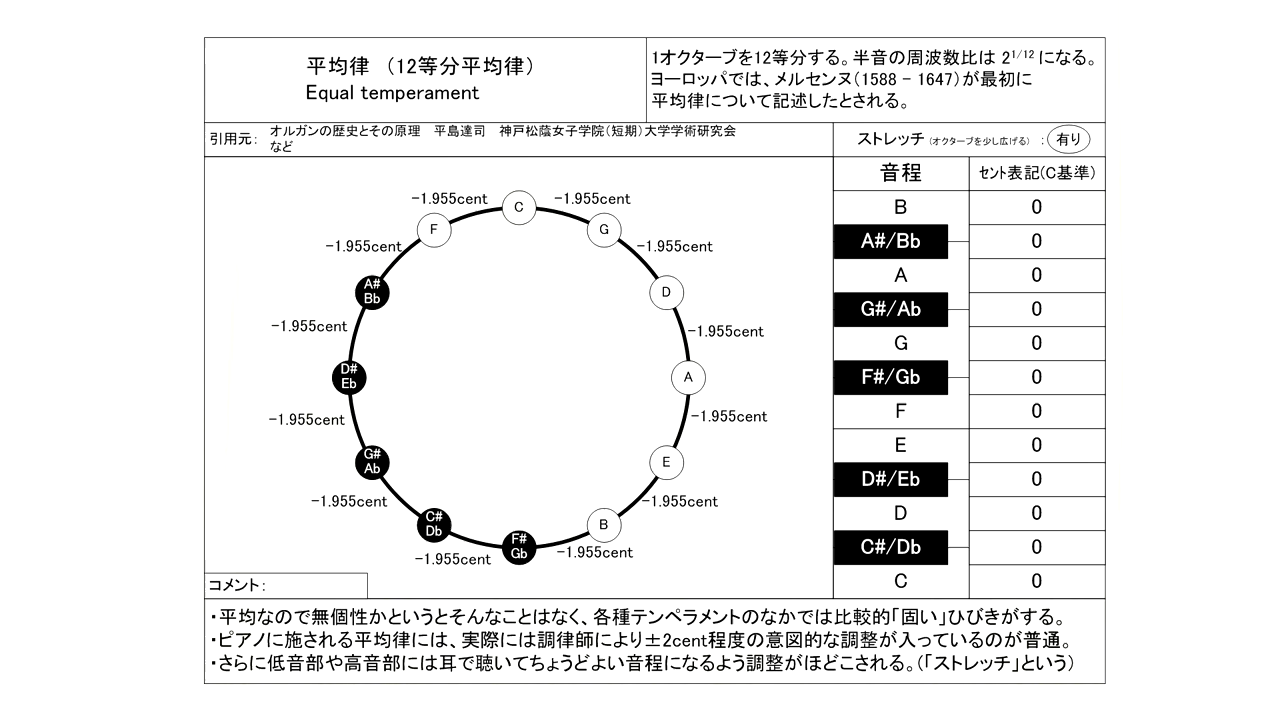 平均律 （12等分平均律）
Equal temperament
1オクターブを12等分する。半音の周波数比は 2^1/12 になる。
ヨーロッパでは、メルセンヌ（1588 - 1647）が最初に
平均律について記述したとされる。
引用元： オルガンの歴史とその原理　平島達司　神戸松蔭女子学院（短期）大学学術研究会
など
ストレッチ （オクターブを少し広げる） ： 有り
音程 セント表記（C基準）
B 0
A#/Bb 0
A 0
G#/Ab 0
G 0
F#/Gb 0
F 0
E 0
D#/Eb 0
D 0
C#/Db 0
C 0
-1.955cent C -1.955cent
F G
-1.955cent -1.955cent
A#
Bb
D
-1.955cent -1.955cent
D#
Eb
A
-1.955cent -1.955cent
G#
Ab
E
-1.955cent -1.955cent
C#
Db
B
F#
Gb
-1.955cent -1.955cent
コメント：
・平均なので無個性かというとそんなことはなく、各種テンペラメントのなかでは比較的「固い」ひびきがする。
・ピアノに施される平均律には、実際には調律師により±2cent程度の意図的な調整が入っているのが普通。
・さらに低音部や高音部には耳で聴いてちょうどよい音程になるよう調整がほどこされる。（「ストレッチ」という）